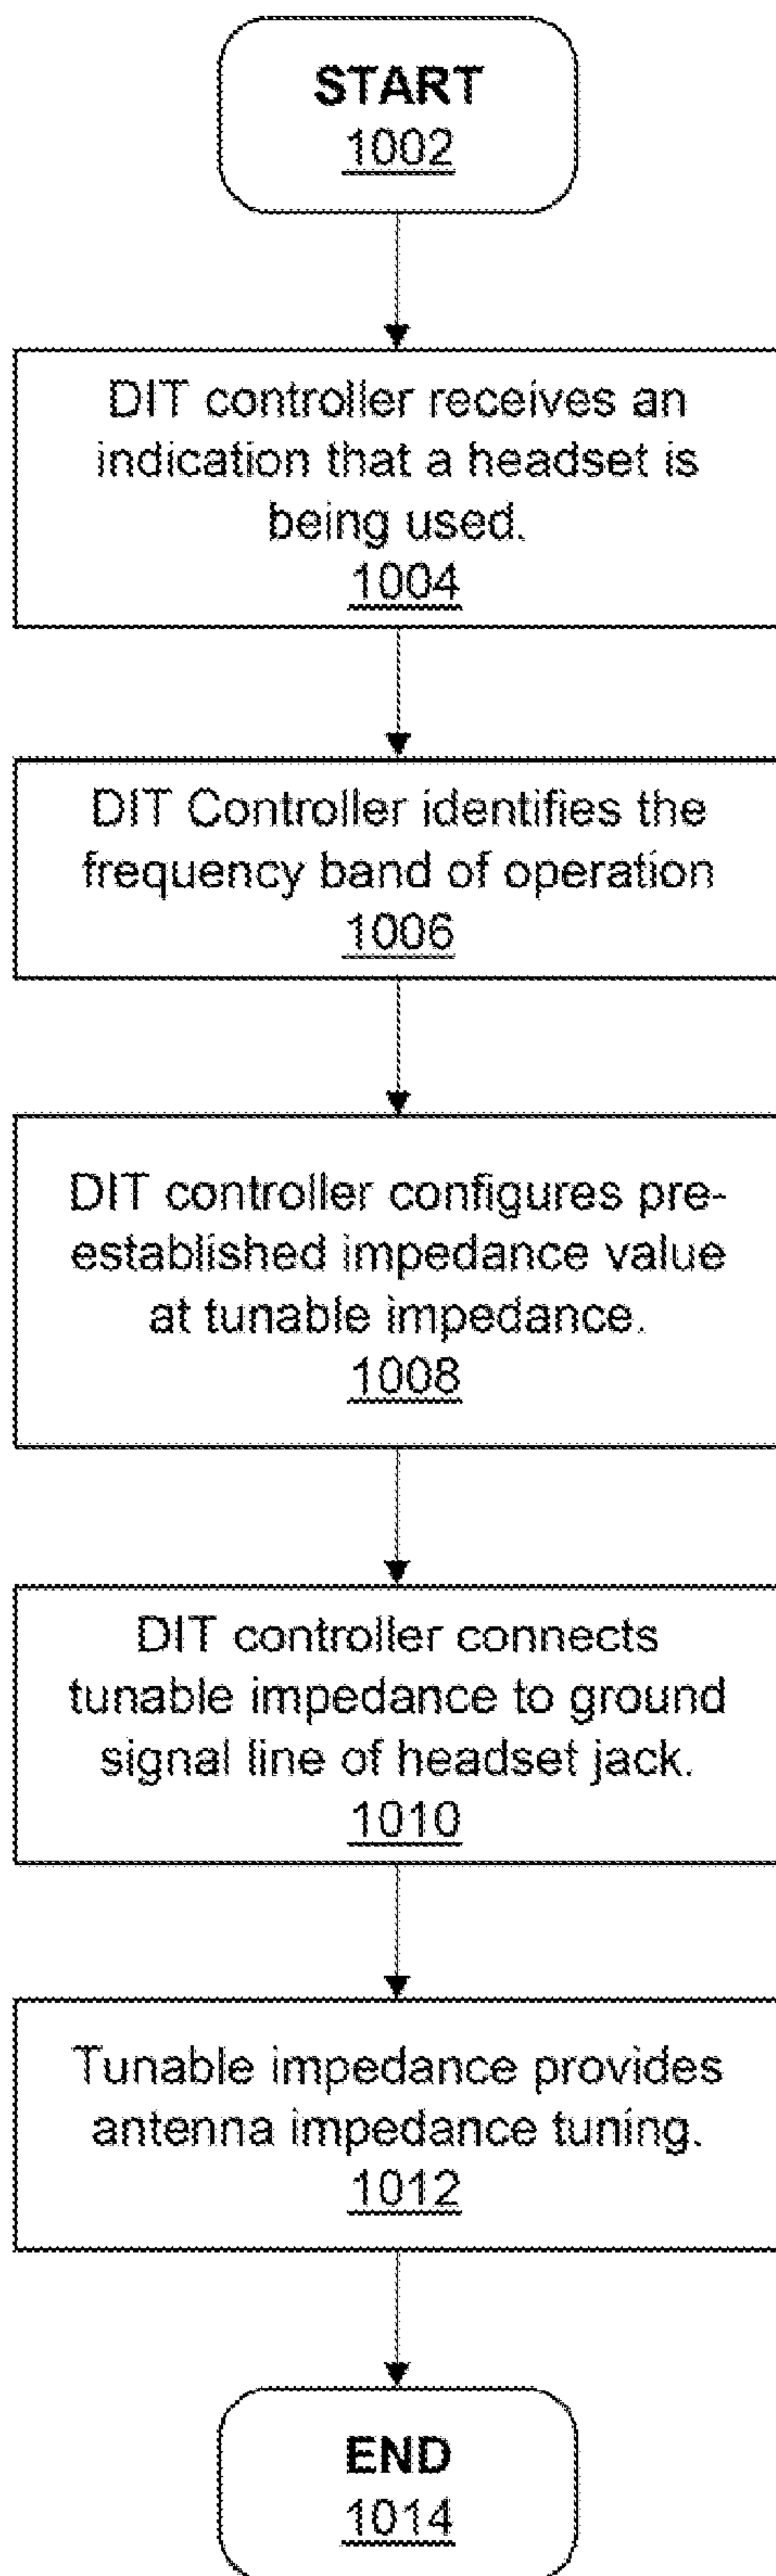 START
1002
DIT controller receives an
indication that a headset is
being used.
1004
DIT Controller identifies the
frequency band of operation
1006
DIT controller configures pre-
established impedance value
at tunable impedance.
1008
DIT controller connects
tunable impedance to ground
signal line of headset jack.
1010
Tunable impedance provides
antenna impedance tuning.
1012
END
1014